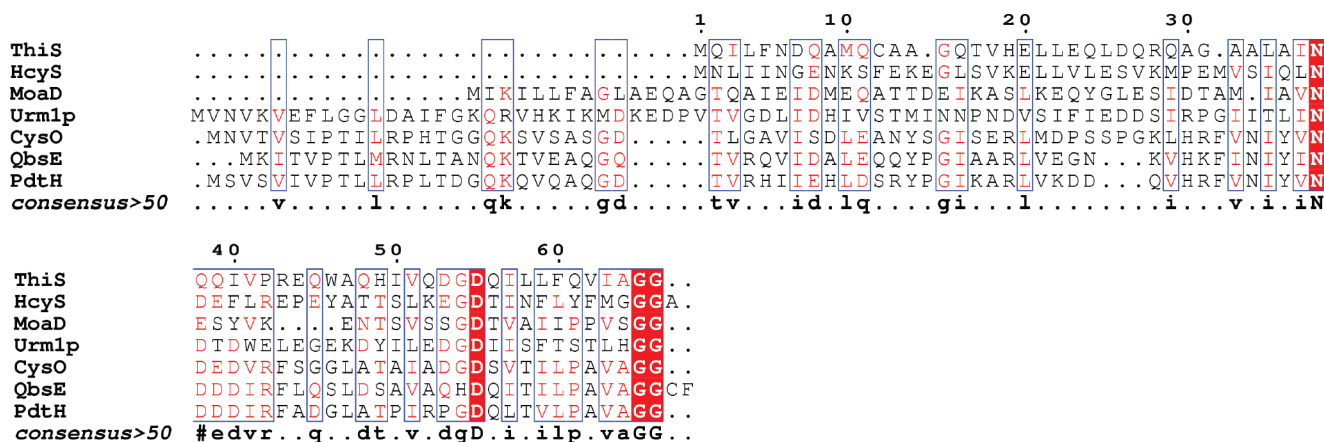 1 10 20 30
ThiS ...............................MQILFNDQAMQCAA.GQTVHELLEQLDQRQAG.AALAIN
HcyS ...............................MNLIINGENKSFEKEGLSVKELLVLESVKMPEMVSIQLN
MoaD .................MIKILLFAGLAEQAGTQAIEIDMEQATTDEIKASLKEQYGLESIDTAM.IAVN
Urm1p MVNVKVEFLGGLDAIFGKQRVHKIKMDKEDPVTVGDLIDHIVSTMINNPNDVSIFIEDDSIRPGIITLIN
CysO .MNVTVSIPTILRPHTGGQKSVSASGD.....TLGAVISDLEANYSGISERLMDPSSPGKLHRFVNIYVN
QbsE ...MKITVPTLMRNLTANQKTVEAQGQ.....TVRQVIDALEQQYPGIAARLVEGN...KVHKFINIYIN
PdtH .MSVSVIVPTLLRPLTDGQKQVQAQGD.....TVRHIIEHLDSRYPGIKARLVKDD...QVHRFVNIYVN
consensus>50 .....v.....l......qk.....gd.....tv...id.lq....gi...l........i...v.i.iN
40 50 60
ThiS QQIVPREQWAQHIVQDGDQILLFQVIAGG..
HcyS DEFLREPEYATTSLKEGDTINFLYFMGGGA.
MoaD ESYVK...ENTSVSSGDTVAIIPPVSGG..
Urm1p DTDWELEGEKDYILEDGDIISFTSTLHGG..
CysO DEDVRFSGGLATAIADGDSVTILPAVAGG..
QbsE DDDIRFLQSLDSAVAQHDQITILPAVAGGCF
PdtH DDDIRFADGLATPIRPGDQLTVLPAVAGG..
consensus>50 #edvr..q..dt.v.dgD.i.ilp.vaGG..